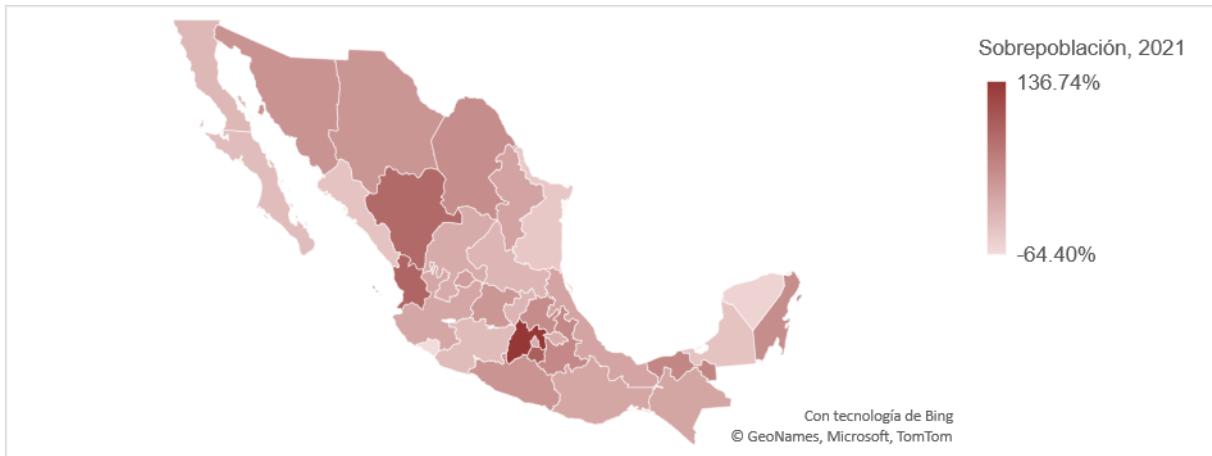 Sobrepoblación, 2021
136.74%
-64.40%
Con tecnología de Bing
© GeoNames, Microsoft, TomTom